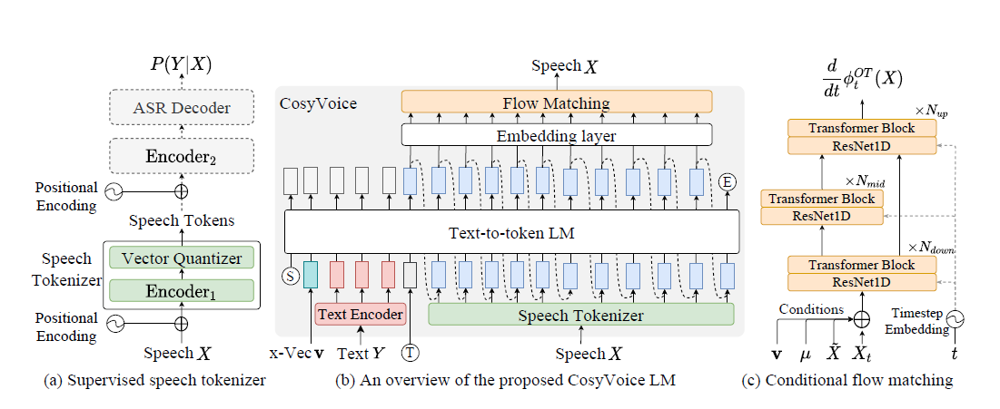 P(Y|X)
ASR Decoder
Encoder₂
Positional
Encoding
Speech Tokens
Speech
Tokenizer
Vector Quantizer
Encoder₁
Positional
Encoding
Speech X
(a) Supervised speech tokenizer
Speech X
CosyVoice
Flow Matching
Embedding layer
E
Text-to-token LM
S
Text Encoder
Speech Tokenizer
x-Vec v
Text Y
T
Speech X
(b) An overview of the proposed CosyVoice LM
d/dt ϕₜᴼᵀ(X)
×N_up
Transformer Block
ResNet1D
×N_mid
Transformer Block
ResNet1D
×N_down
Transformer Block
ResNet1D
Conditions
Timestep
Embedding
v μ X̃ Xₜ t
(c) Conditional flow matching